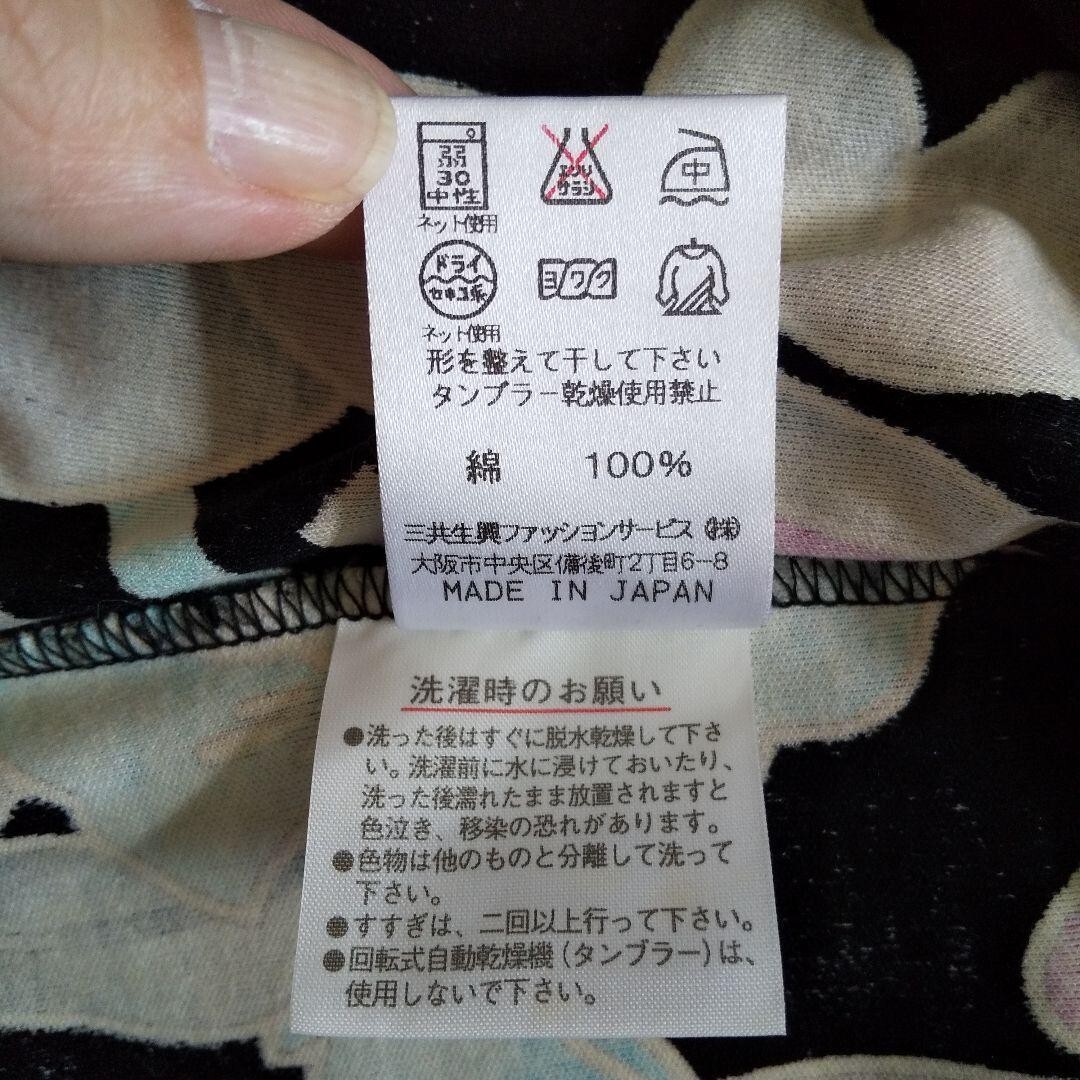 弱
30
中性
エンソ
サラシ
中
ネット使用
ドライ
セキユ系
ヨワク
ネット使用
形を整えて干して下さい
タンブラー乾燥使用禁止
綿 100%
三共生興ファッションサービス㈱
大阪市中央区備後町2丁目6-8
MADE IN JAPAN
洗濯時のお願い
●洗った後はすぐに脱水乾燥して下さ
い。洗濯前に水に浸けておいたり、
洗った後濡れたまま放置されますと
色泣き、移染の恐れがあります。
●色物は他のものと分離して洗って
下さい。
●すすぎは、二回以上行って下さい。
●回転式自動乾燥機(タンブラー)は、
使用しないで下さい。